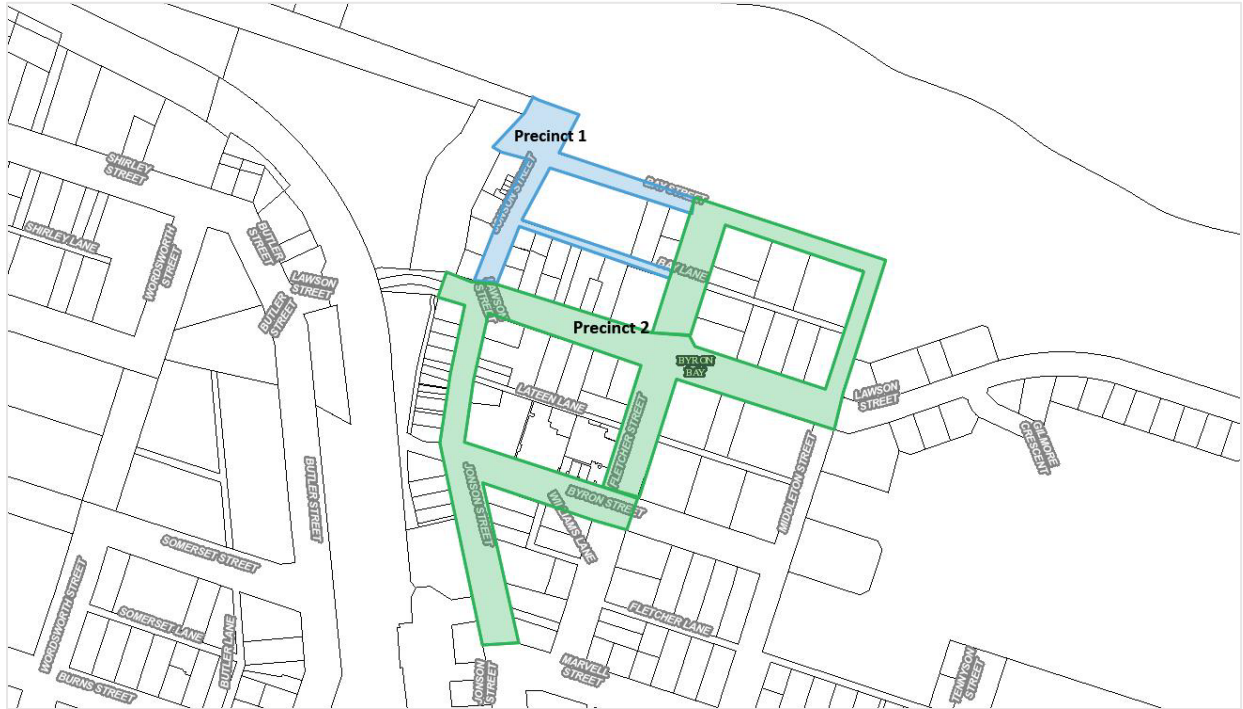 Precinct 1
SHIRLEY
STREET
JONSON STREET
BAY STREET
SHIRLEY LANE
WORDSWORTH
STREET
BUTLER
STREET
LAWSON
STREET
BUTLER
STREET
BAY LANE
LAWSON
STREET
Precinct 2
BYRON
BAY
LATEEN LANE
LAWSON
STREET
FLETCHER STREET
GILMORE
CRESCENT
MIDDLETON STREET
BUTLER STREET
JONSON STREET
BYRON STREET
WILLIAMS LANE
SOMERSET STREET
WORDSWORTH STREET
SOMERSET LANE
BUTLER LANE
FLETCHER LANE
BURNS STREET
JONSON
STREET
MARVELL
STREET
TENNYSON
STREET